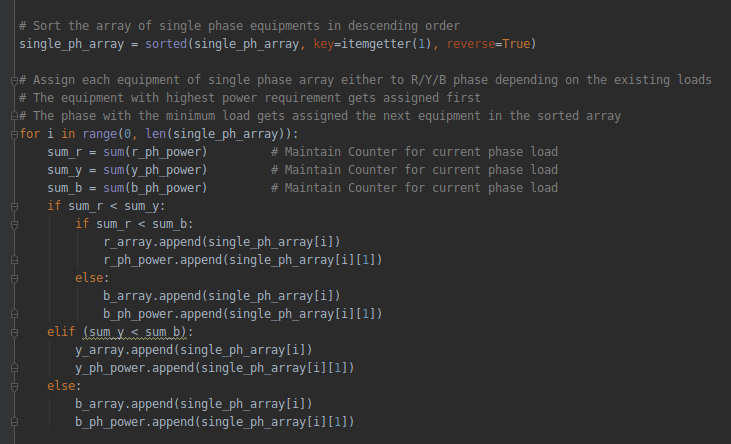 # Sort the array of single phase equipments in descending order
single_ph_array = sorted(single_ph_array, key=itemgetter(1), reverse=True)
# Assign each equipment of single phase array either to R/Y/B phase depending on the existing loads
# The equipment with highest power requirement gets assigned first
# The phase with the minimum load gets assigned the next equipment in the sorted array
for i in range(0, len(single_ph_array)):
    sum_r = sum(r_ph_power)         # Maintain Counter for current phase load
    sum_y = sum(y_ph_power)         # Maintain Counter for current phase load
    sum_b = sum(b_ph_power)         # Maintain Counter for current phase load
    if sum_r < sum_y:
        if sum_r < sum_b:
            r_array.append(single_ph_array[i])
            r_ph_power.append(single_ph_array[i][1])
        else:
            b_array.append(single_ph_array[i])
            b_ph_power.append(single_ph_array[i][1])
    elif (sum_y < sum_b):
        y_array.append(single_ph_array[i])
        y_ph_power.append(single_ph_array[i][1])
    else:
        b_array.append(single_ph_array[i])
        b_ph_power.append(single_ph_array[i][1])